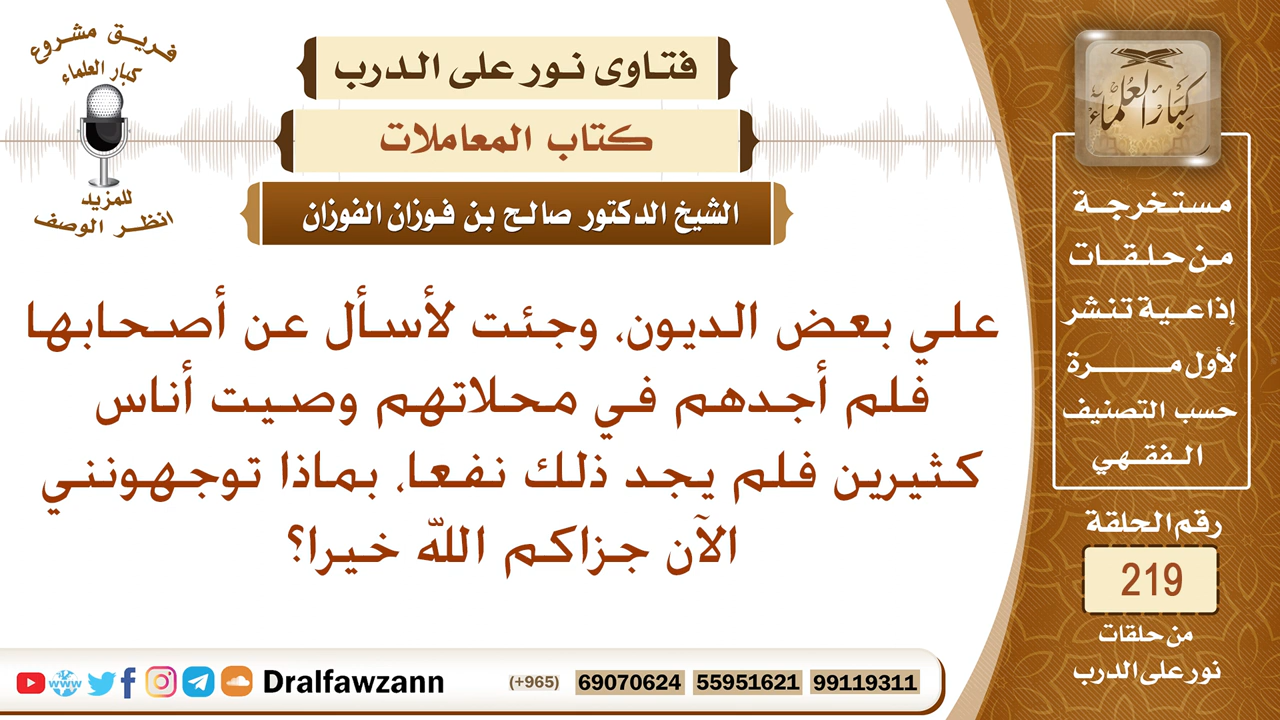 فريق مشروع
كبار العلماء
للمزيد
انظر الوصف
فتاوى نور على الدرب
كتاب المعاملات
الشيخ الدكتور صالح بن فوزان الفوزان
علي بعض الديون، وجئت لأسأل عن أصحابها
فلم أجدهم في محلاتهم وصيت أناس
كثيرين فلم يجد ذلك نفعا، بماذا توجهونني
الآن جزاكم الله خيرا؟
كبار العلماء
مستخرجة
من حلقات
إذاعية تنشر
لأول مرة
حسب التصنيف
الفقهي
رقم الحلقة
219
من حلقات
نور على الدرب
www
Dralfawzann
(+965) 69070624 55951621 99119311